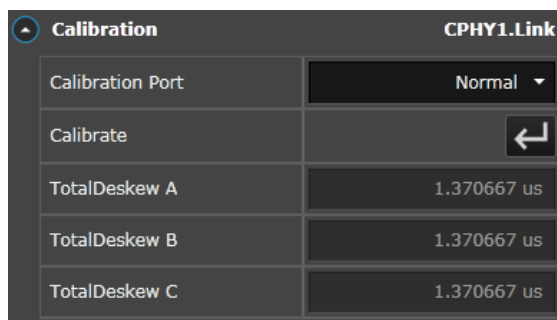 Calibration CPHY1.Link
Calibration Port Normal
Calibrate
TotalDeskew A 1.370667 us
TotalDeskew B 1.370667 us
TotalDeskew C 1.370667 us